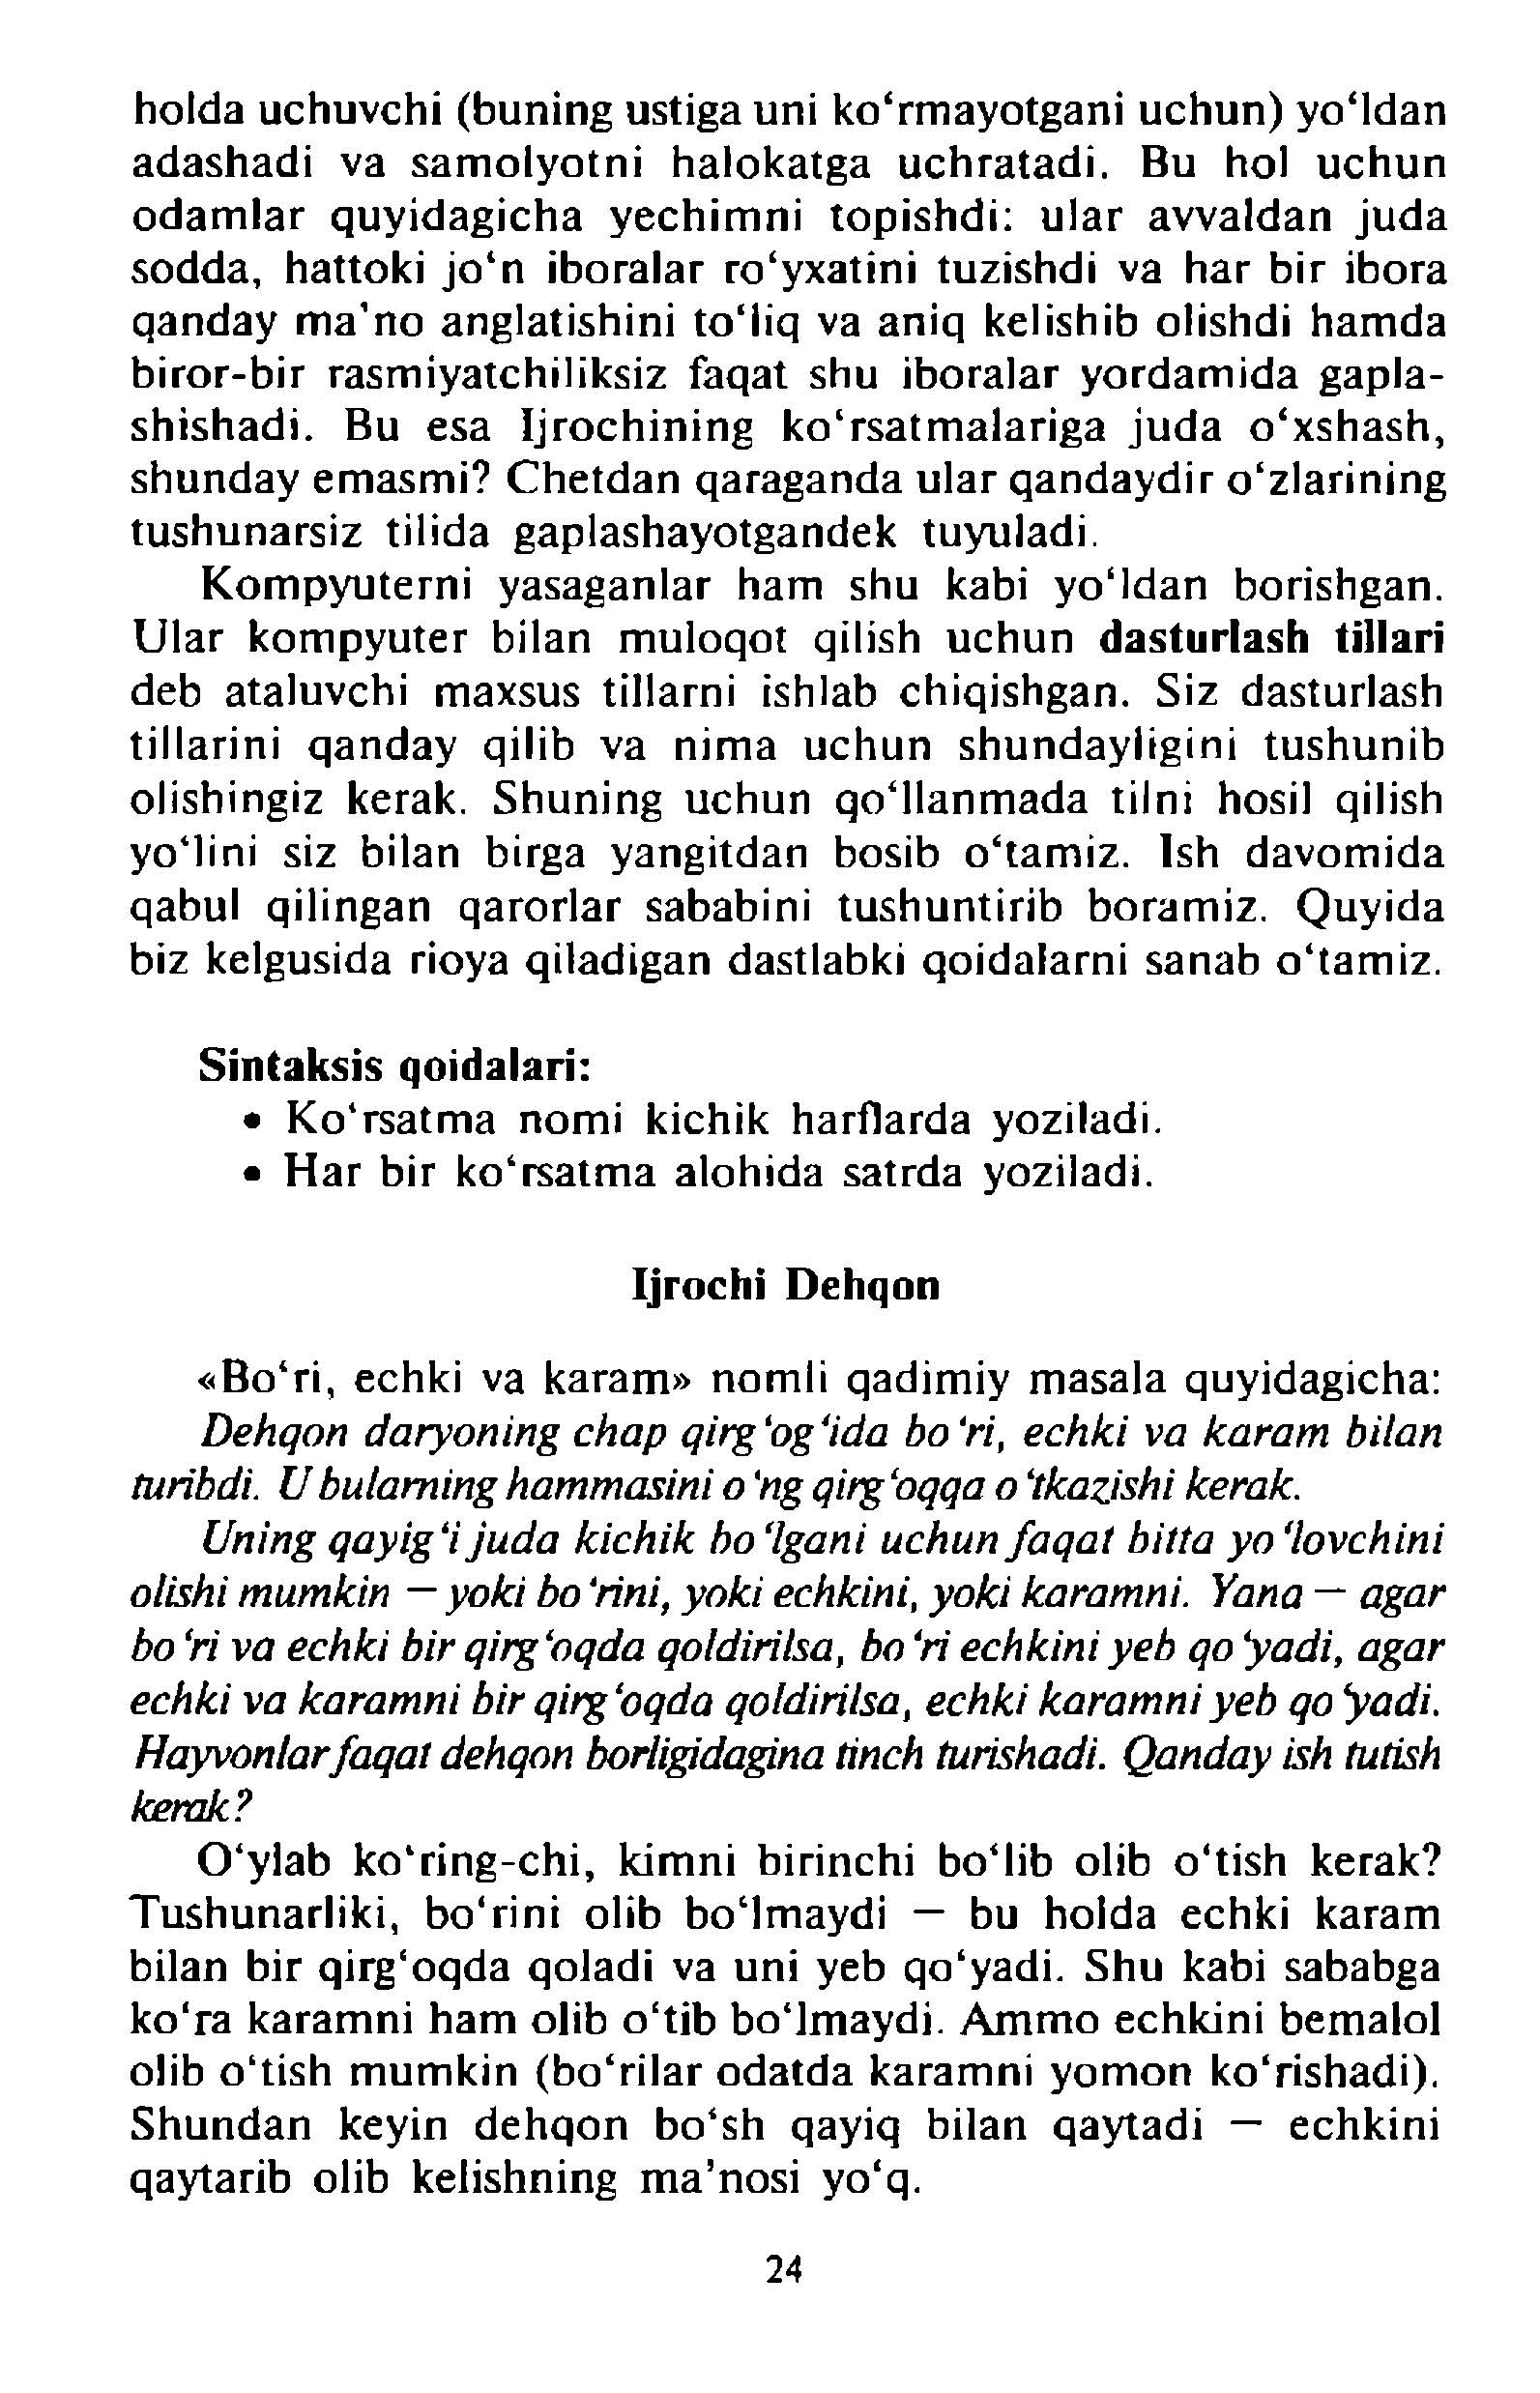 holda uchuvchi (buning ustiga uni ko‘rmayotgani uchun) yo‘ldan
adashadi va samolyotni halokatga uchratadi. Bu hol uchun
odamlar quyidagicha yechimni topishdi: ular avvaldan juda
sodda, hattoki jo‘n iboralar ro‘yxatini tuzishdi va har bir ibora
qanday ma’no anglatishini to‘liq va aniq kelishib olishdi hamda
biror-bir rasmiyatchiliksiz faqat shu iboralar yordamida gapla-
shishadi. Bu esa Ijrochining ko‘rsatmalariga juda o‘xshash,
shunday emasmi? Chetdan qaraganda ular qandaydir o‘zlarining
tushunarsiz tilida gaplashayotgandek tuyuladi.
Kompyuterni yasaganlar ham shu kabi yo‘ldan borishgan.
Ular kompyuter bilan muloqot qilish uchun dasturlash tillari
deb ataluvchi maxsus tillarni ishlab chiqishgan. Siz dasturlash
tillarini qanday qilib va nima uchun shundayligini tushunib
olishingiz kerak. Shuning uchun qo‘llanmada tilni hosil qilish
yo‘lini siz bilan birga yangitdan bosib o‘tamiz. Ish davomida
qabul qilingan qarorlar sababini tushuntirib boramiz. Quyida
biz kelgusida rioya qiladigan dastlabki qoidalarni sanab o‘tamiz.
Sintaksis qoidalari:
• Ko‘rsatma nomi kichik harflarda yoziladi.
• Har bir ko‘rsatma alohida satrda yoziladi.
Ijrochi Dehqon
«Bo‘ri, echki va karam» nomli qadimiy masala quyidagicha:
Dehqon daryoning chap qirg‘og‘ida bo‘ri, echki va karam bilan
turibdi. U bularning hammasini o‘ng qirg‘oqqa o‘tkazishi kerak.
Uning qayig‘i juda kichik bo‘lgani uchun faqat bitta yo‘lovchini
olishi mumkin — yoki bo‘rini, yoki echkini, yoki karamni. Yana — agar
bo‘ri va echki bir qirg‘oqda qoldirilsa, bo‘ri echkini yeb qo‘yadi, agar
echki va karamni bir qirg‘oqda qoldirilsa, echki karamni yeb qo‘yadi.
Hayvonlar faqat dehqon borligidagina tinch turishadi. Qanday ish tutish
kerak?
O‘ylab ko‘ring-chi, kimni birinchi bo‘lib olib o‘tish kerak?
Tushunarliki, bo‘rini olib bo‘lmaydi — bu holda echki karam
bilan bir qirg‘oqda qoladi va uni yeb qo‘yadi. Shu kabi sababga
ko‘ra karamni ham olib o‘tib bo‘lmaydi. Ammo echkini bemalol
olib o‘tish mumkin (bo‘rilar odatda karamni yomon ko‘rishadi).
Shundan keyin dehqon bo‘sh qayiq bilan qaytadi — echkini
qaytarib olib kelishning ma’nosi yo‘q.
24